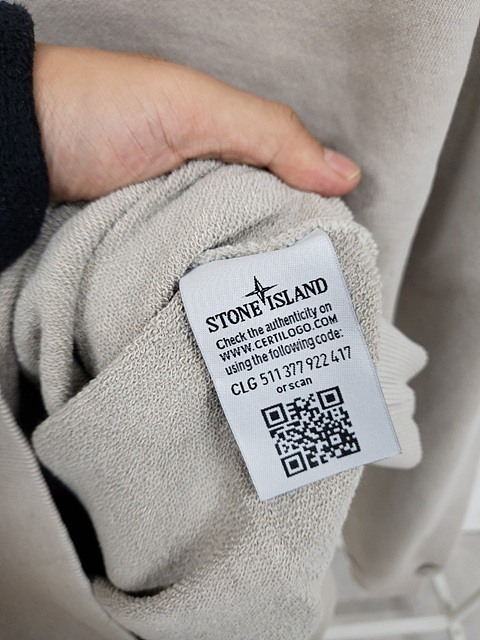 STONE ISLAND
Check the authenticity on
WWW.CERTILOGO.COM
using the following code:
CLG 511 377 922 417
or scan